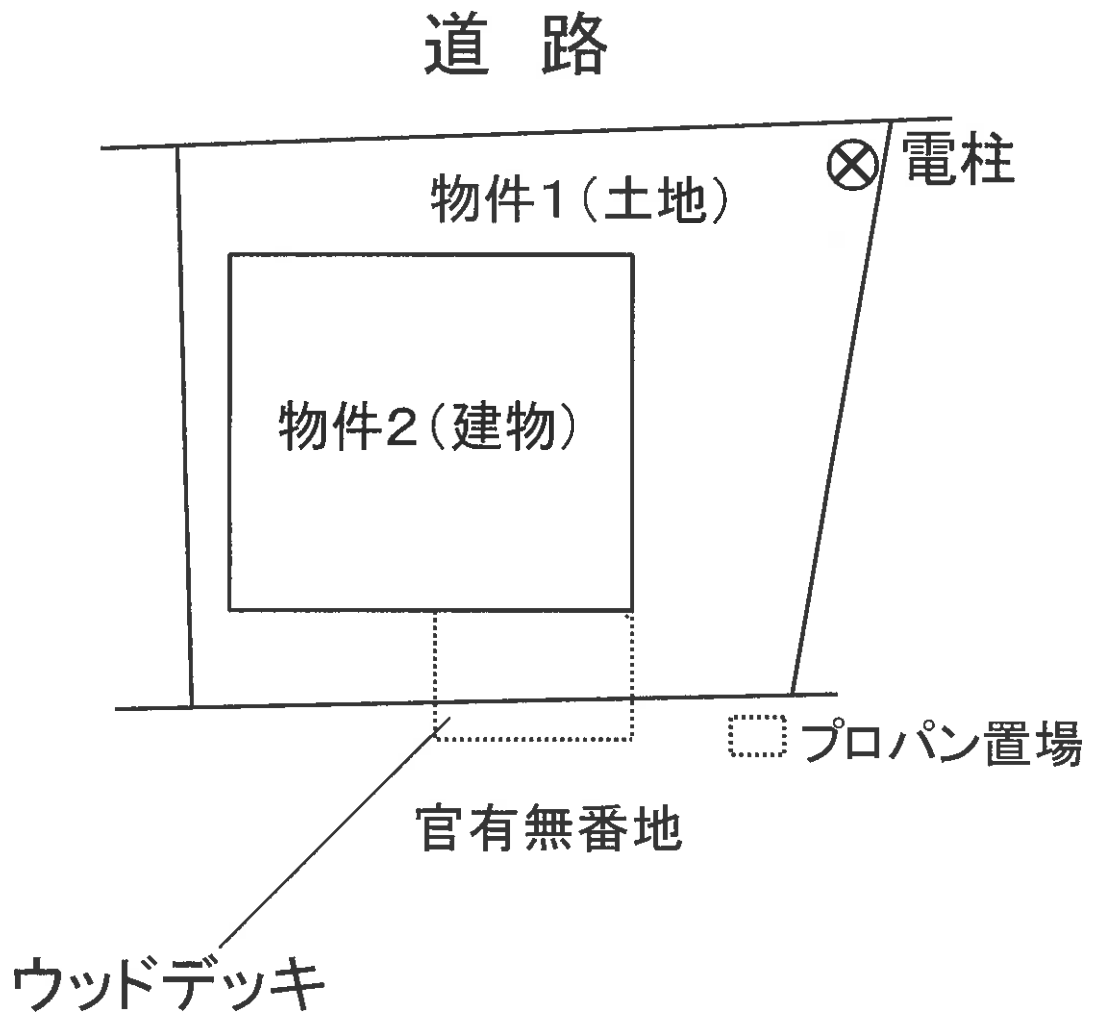 道　路
電柱
物件１（土地）
物件２（建物）
プロパン置場
官有無番地
ウッドデッキ